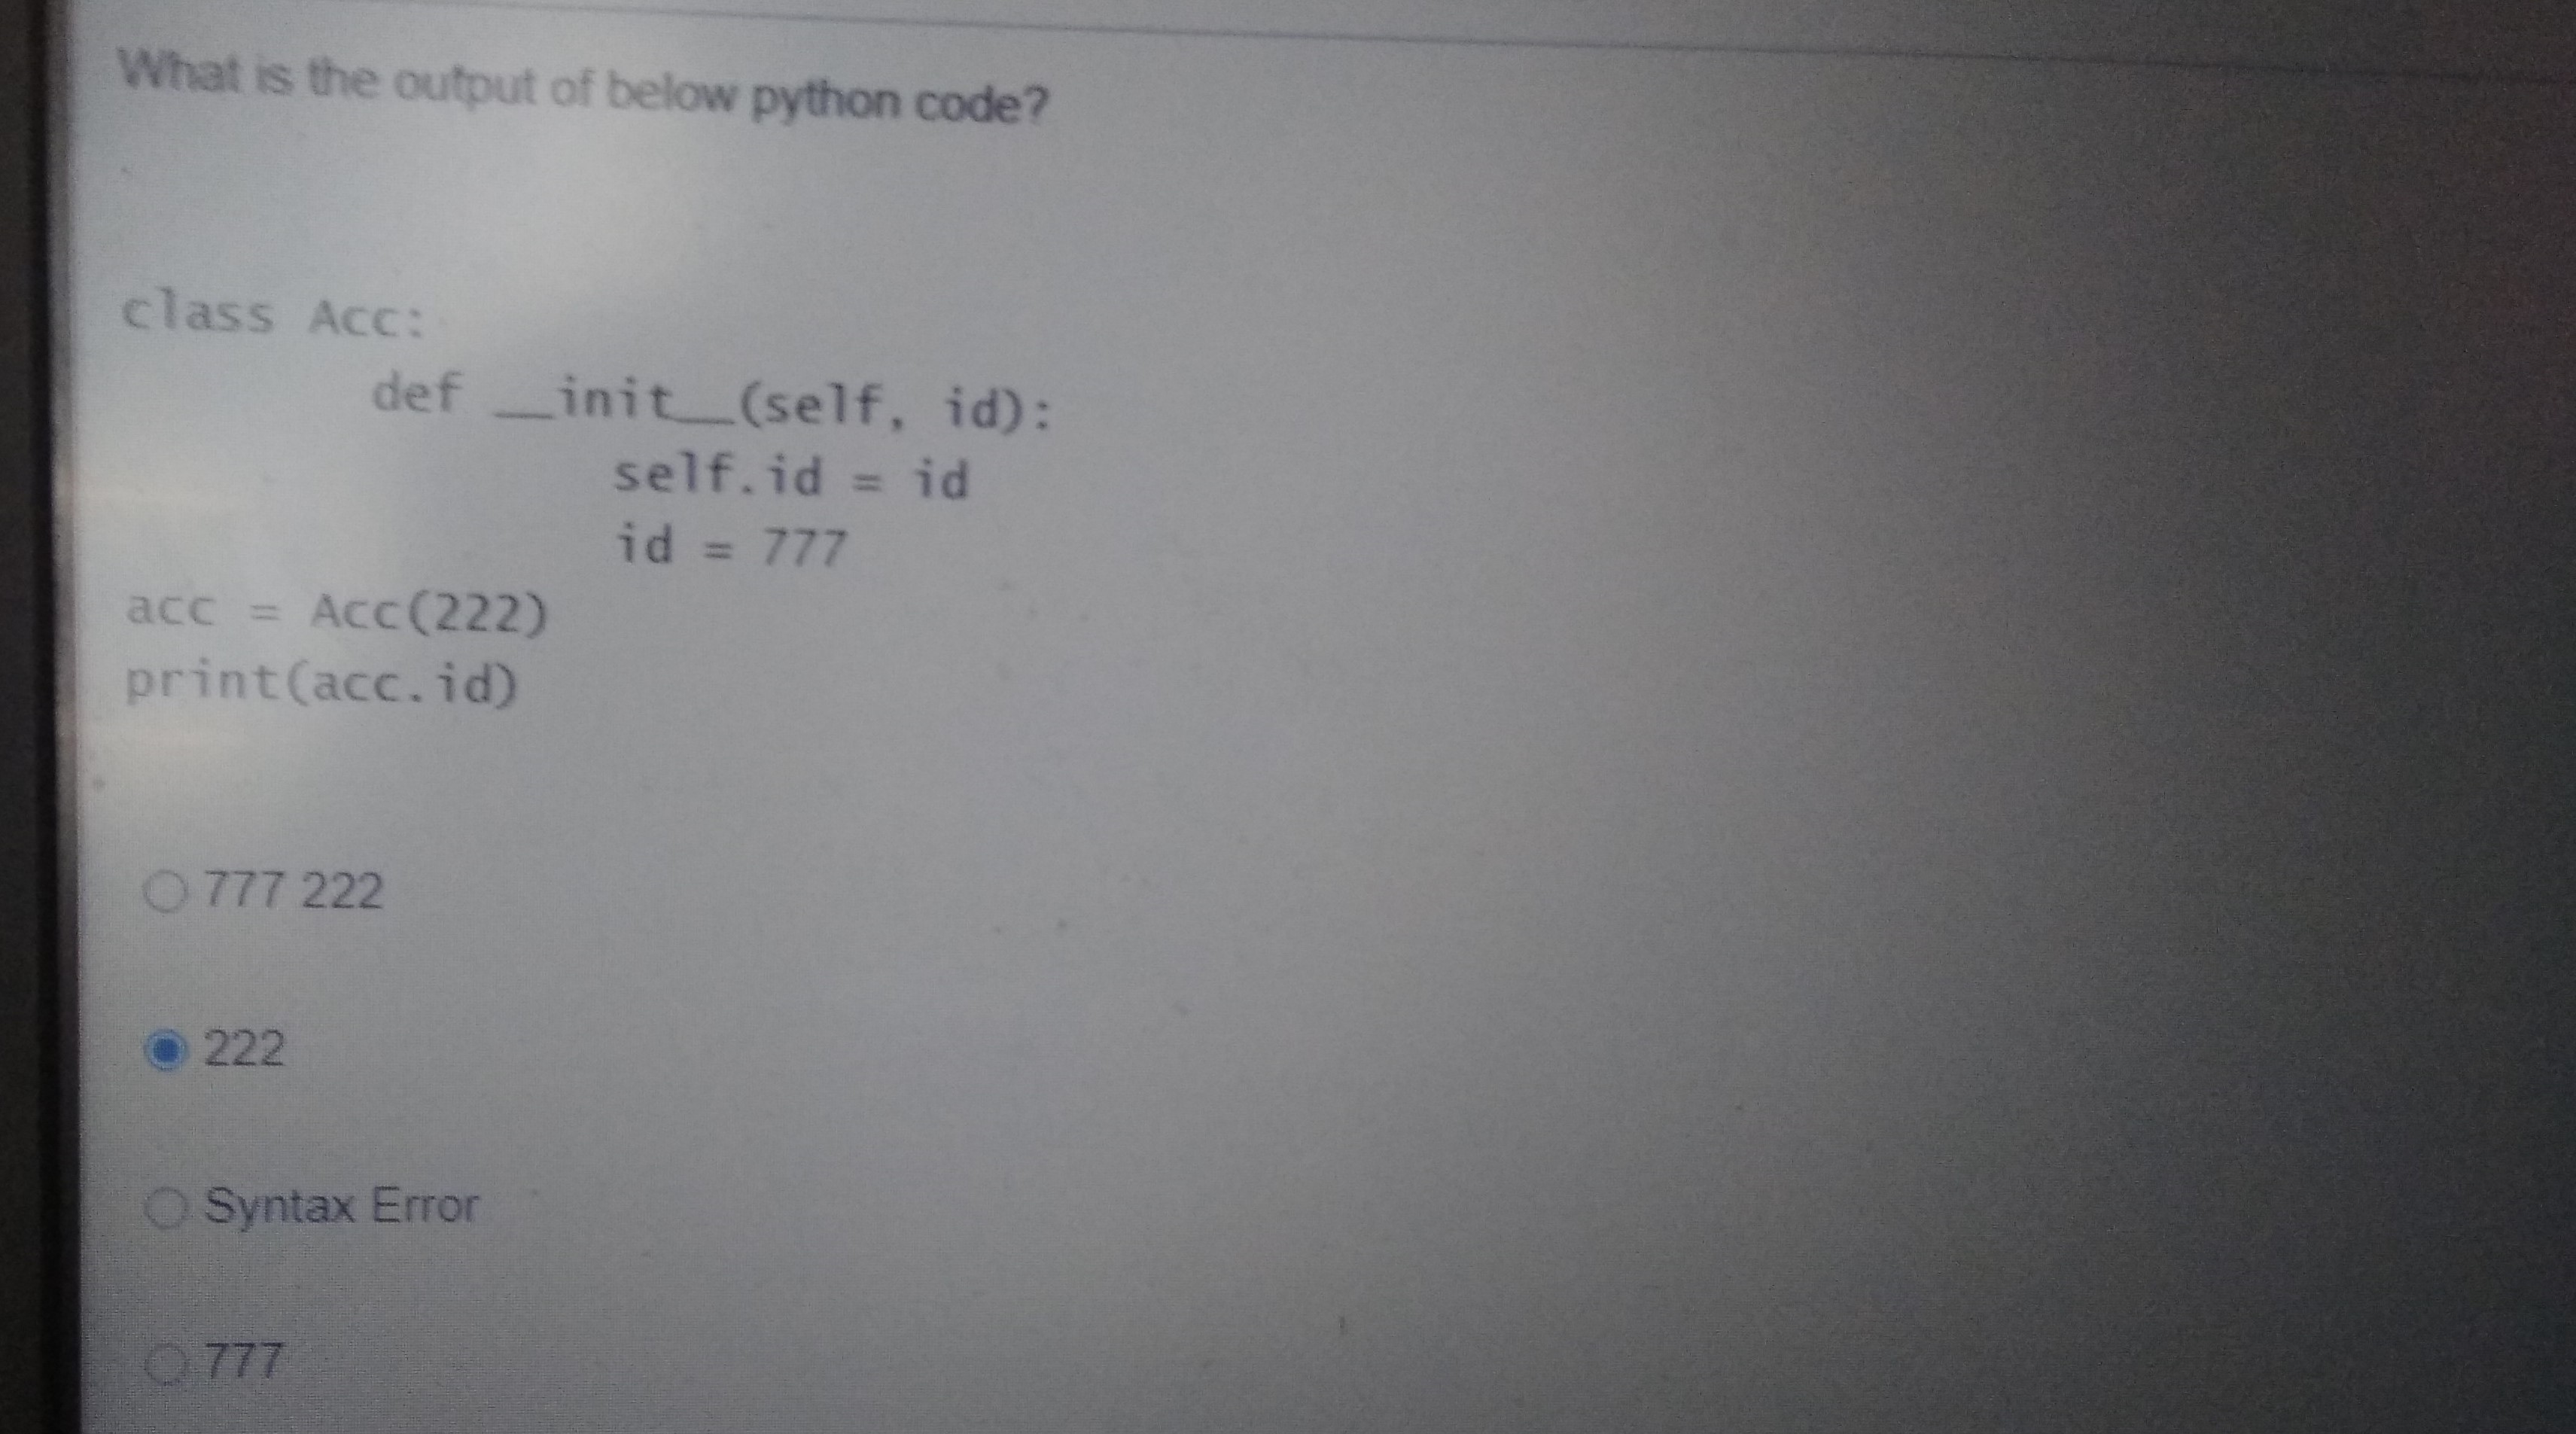 What is the output of below python code?
class Acc:
def __init__(self, id):
self.id = id
id = 777
acc = Acc(222)
print(acc.id)
777 222
222
Syntax Error
777